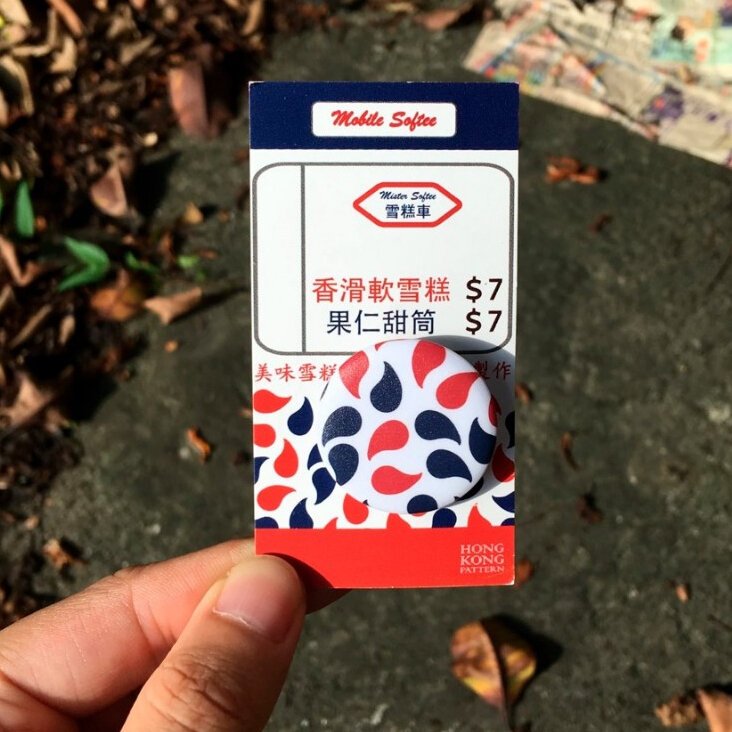 Mobile Softee
Mister Softee
雪糕車
香滑軟雪糕 $7
果仁甜筒 $7
美味雪糕 製作
HONG
KONG
PATTERN